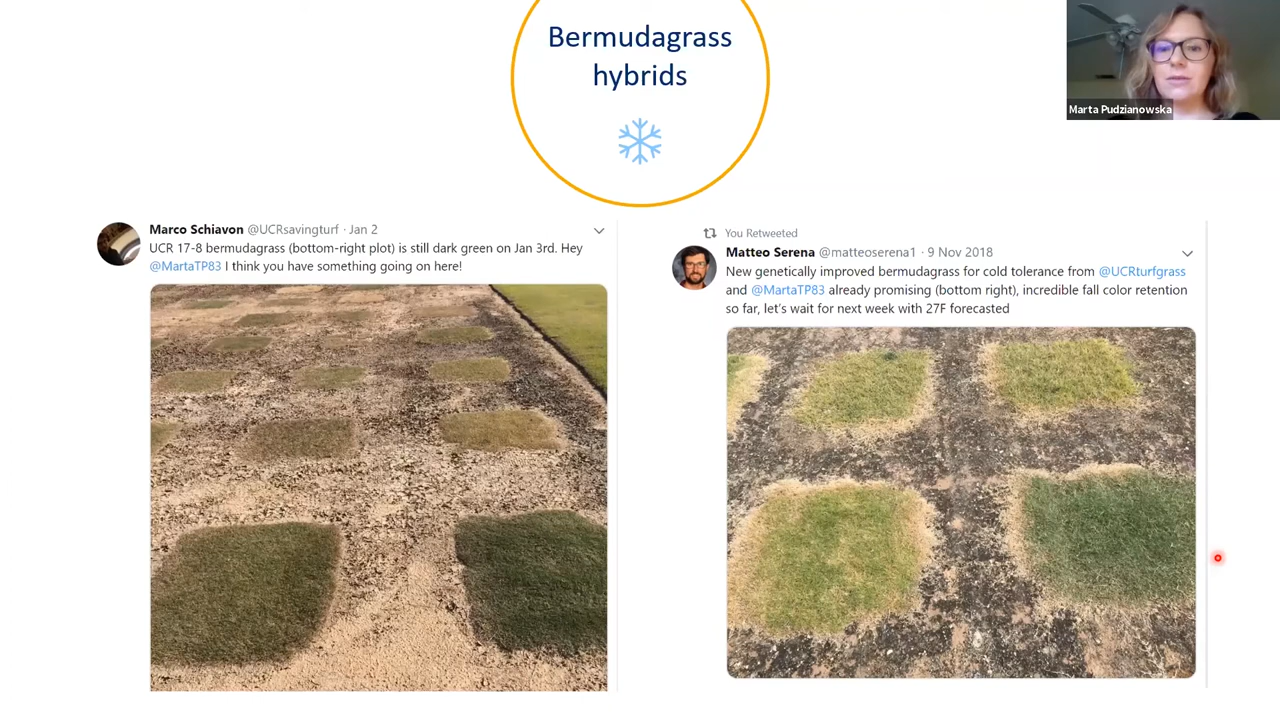 Bermudagrass
hybrids
Marta Pudzianowska
Marco Schiavon @UCRsavingturf · Jan 2
UCR 17-8 bermudagrass (bottom-right plot) is still dark green on Jan 3rd. Hey
@MartaTP83 I think you have something going on here!
You Retweeted
Matteo Serena @matteoserena1 · 9 Nov 2018
New genetically improved bermudagrass for cold tolerance from @UCRturfgrass
and @MartaTP83 already promising (bottom right), incredible fall color retention
so far, let's wait for next week with 27F forecasted